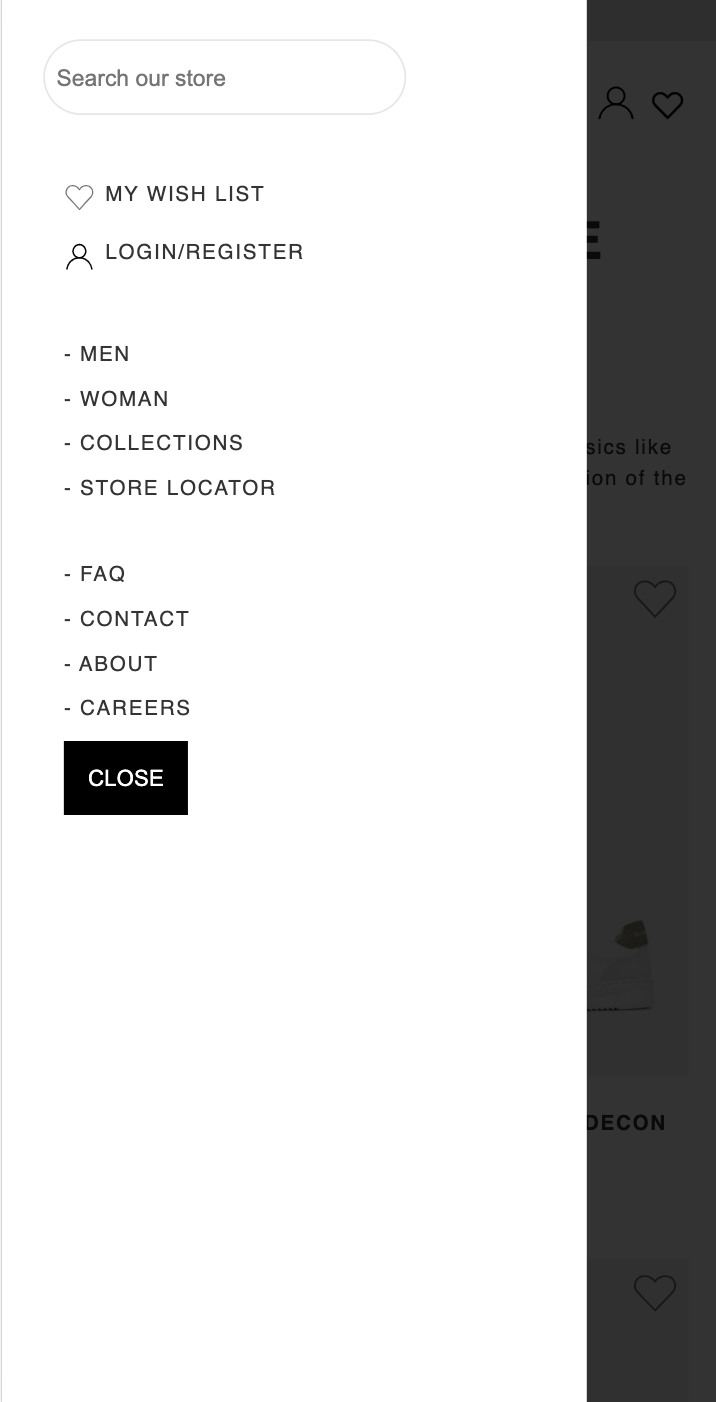 Search our store
MY WISH LIST
LOGIN/REGISTER
E
- MEN
- WOMAN
- COLLECTIONS
sics like
ion of the
- STORE LOCATOR
- FAQ
- CONTACT
- ABOUT
- CAREERS
CLOSE
DECON